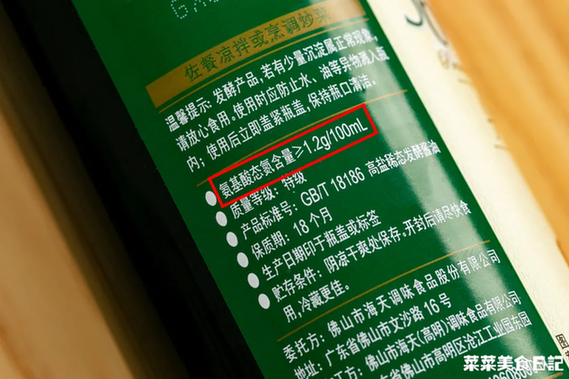 佐餐凉拌或烹调炒菜
温馨提示: 发酵产品, 若有少量沉淀属正常现象,
请放心食用。使用时应防止水、油等异物滴入瓶
内; 使用后立即盖紧瓶盖, 保持瓶口清洁。
氨基酸态氮含量≥1.2g/100mL
质量等级: 特级
产品标准号: GB/T 18186 高盐稀态发酵酱油
保质期: 18个月
生产日期印于瓶盖或标签
贮存条件: 阴凉干爽处保存, 开封后请尽快食
用, 冷藏更佳。
委托方: 佛山市海天调味食品股份有限公司
地址: 广东省佛山市文沙路16号
佛山市海天(高明)调味食品有限公司
广东省佛山市高明区沧江工业园东园
菜菜美食日記